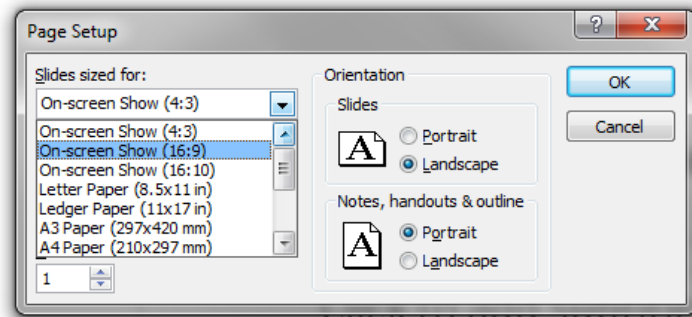 Page Setup
?
X
Slides sized for:
On-screen Show (4:3)
On-screen Show (4:3)
On-screen Show (16:9)
On-screen Show (16:10)
Letter Paper (8.5x11 in)
Ledger Paper (11x17 in)
A3 Paper (297x420 mm)
A4 Paper (210x297 mm)
1
Orientation
Slides
A
Portrait
Landscape
Notes, handouts & outline
A
Portrait
Landscape
OK
Cancel